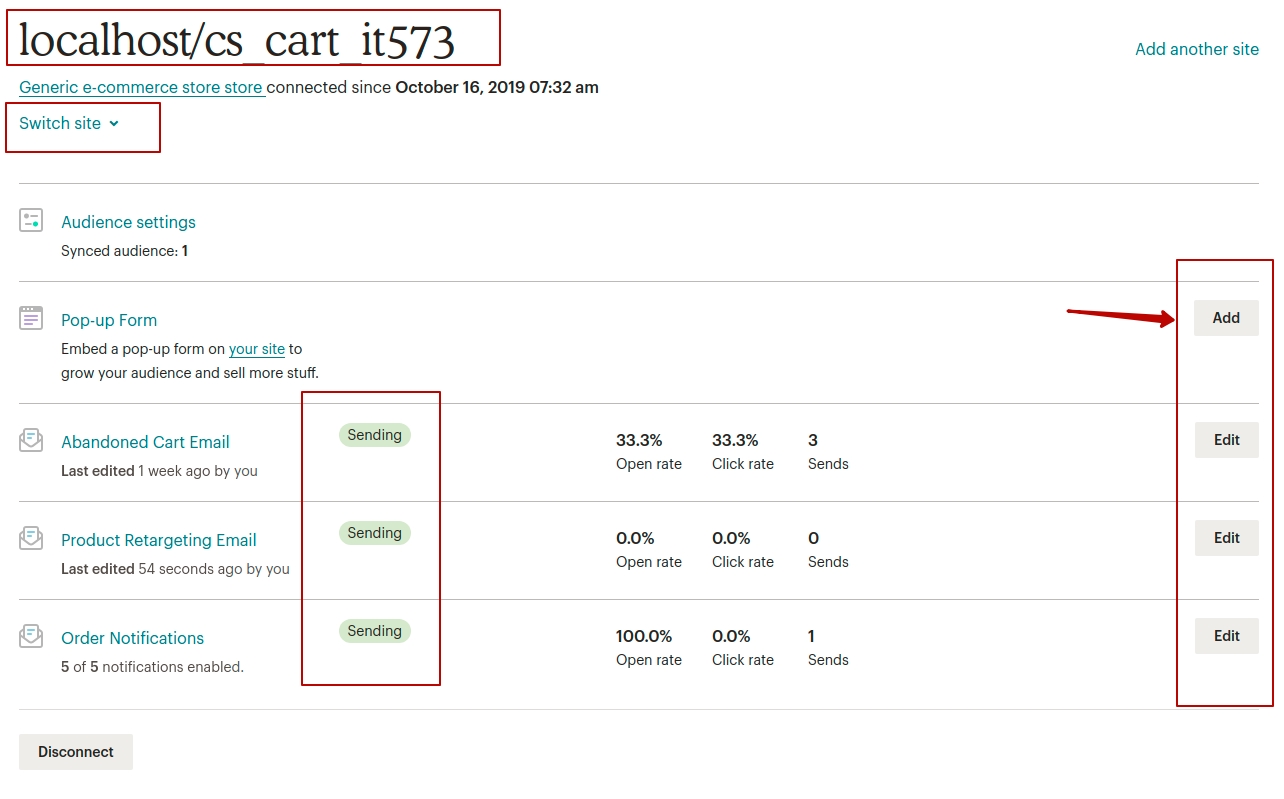 localhost/cs_cart_it573
Add another site
Generic e-commerce store store connected since October 16, 2019 07:32 am
Switch site
Audience settings
Synced audience: 1
Pop-up Form
Embed a pop-up form on your site to
grow your audience and sell more stuff.
Add
Abandoned Cart Email
Last edited 1 week ago by you
Sending
33.3% 33.3% 3
Open rate Click rate Sends
Edit
Product Retargeting Email
Last edited 54 seconds ago by you
Sending
0.0% 0.0% 0
Open rate Click rate Sends
Edit
Order Notifications
5 of 5 notifications enabled.
Sending
100.0% 0.0% 1
Open rate Click rate Sends
Edit
Disconnect